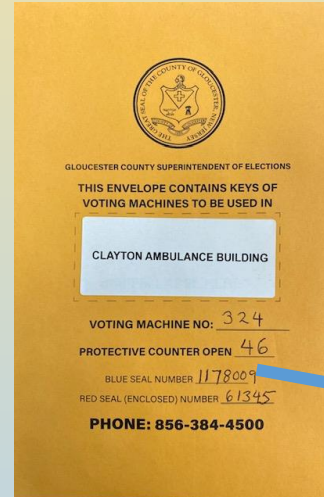 THE GREAT SEAL OF THE COUNTY OF GLOUCESTER, NEW JERSEY
GLOUCESTER COUNTY SUPERINTENDENT OF ELECTIONS
THIS ENVELOPE CONTAINS KEYS OF
VOTING MACHINES TO BE USED IN
CLAYTON AMBULANCE BUILDING
VOTING MACHINE NO: 324
PROTECTIVE COUNTER OPEN 46
BLUE SEAL NUMBER 1178009
RED SEAL (ENCLOSED) NUMBER 61345
PHONE: 856-384-4500